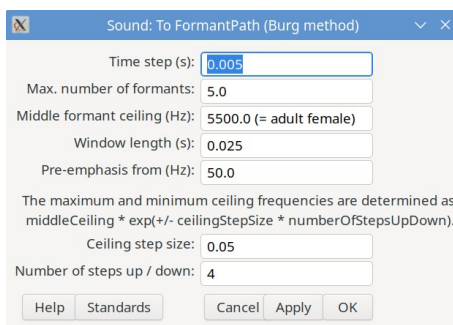 Sound: To FormantPath (Burg method)
Time step (s): 0.005
Max. number of formants: 5.0
Middle formant ceiling (Hz): 5500.0 (= adult female)
Window length (s): 0.025
Pre-emphasis from (Hz): 50.0
The maximum and minimum ceiling frequencies are determined as
middleCeiling * exp(+/- ceilingStepSize * numberOfStepsUpDown).
Ceiling step size: 0.05
Number of steps up / down: 4
Help Standards Cancel Apply OK